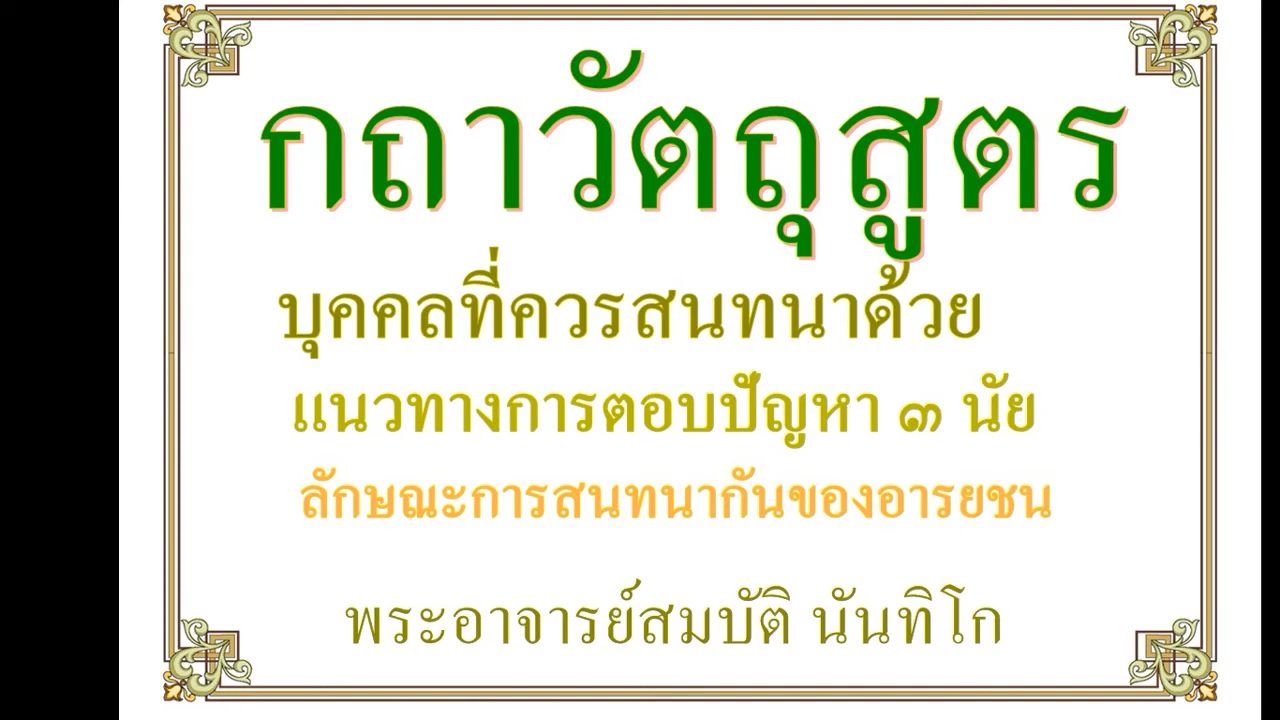 กถาวัตถุสูตร
บุคคลที่ควรสนทนาด้วย
แนวทางการตอบปัญหา ๓ นัย
ลักษณะการสนทนากันของอารยชน
พระอาจารย์สมบัติ นันทิโก